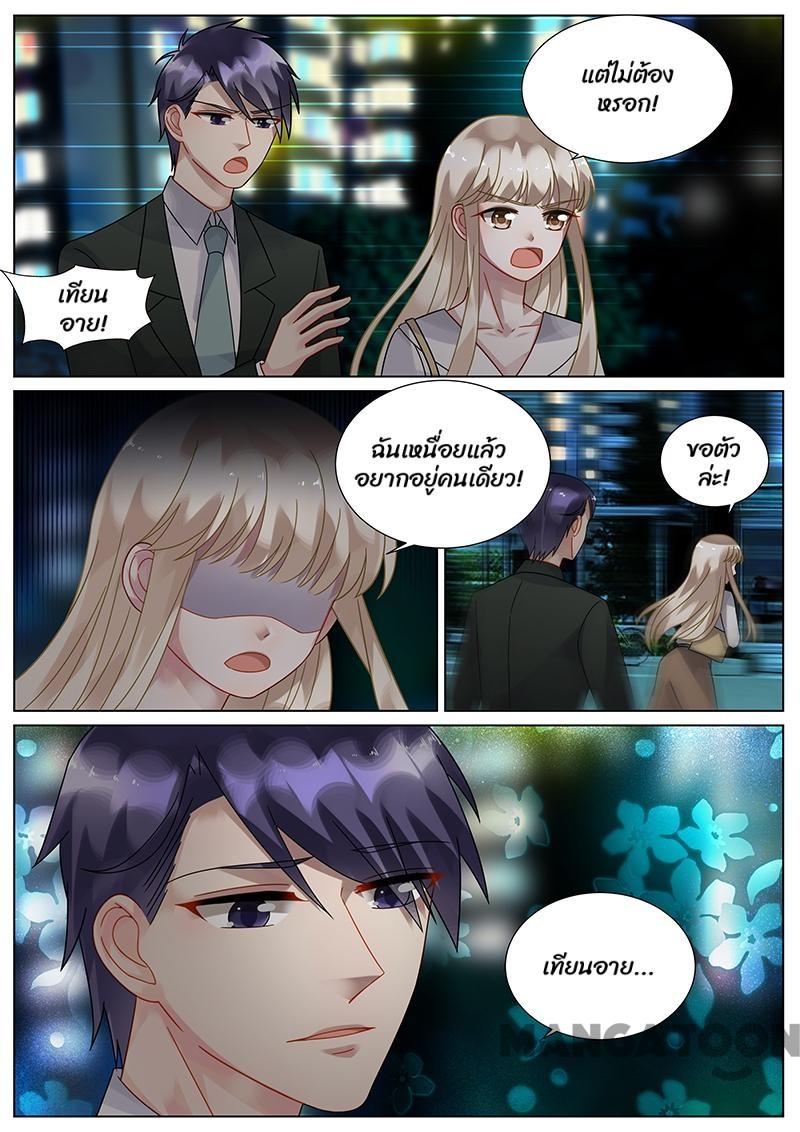 แต่ไม่ต้อง
หรอก!
เทียน
อาย!
ฉันเหนื่อยแล้ว
อยากอยู่คนเดียว!
ขอตัว
ล่ะ!
เทียนอาย...
MANGATOON